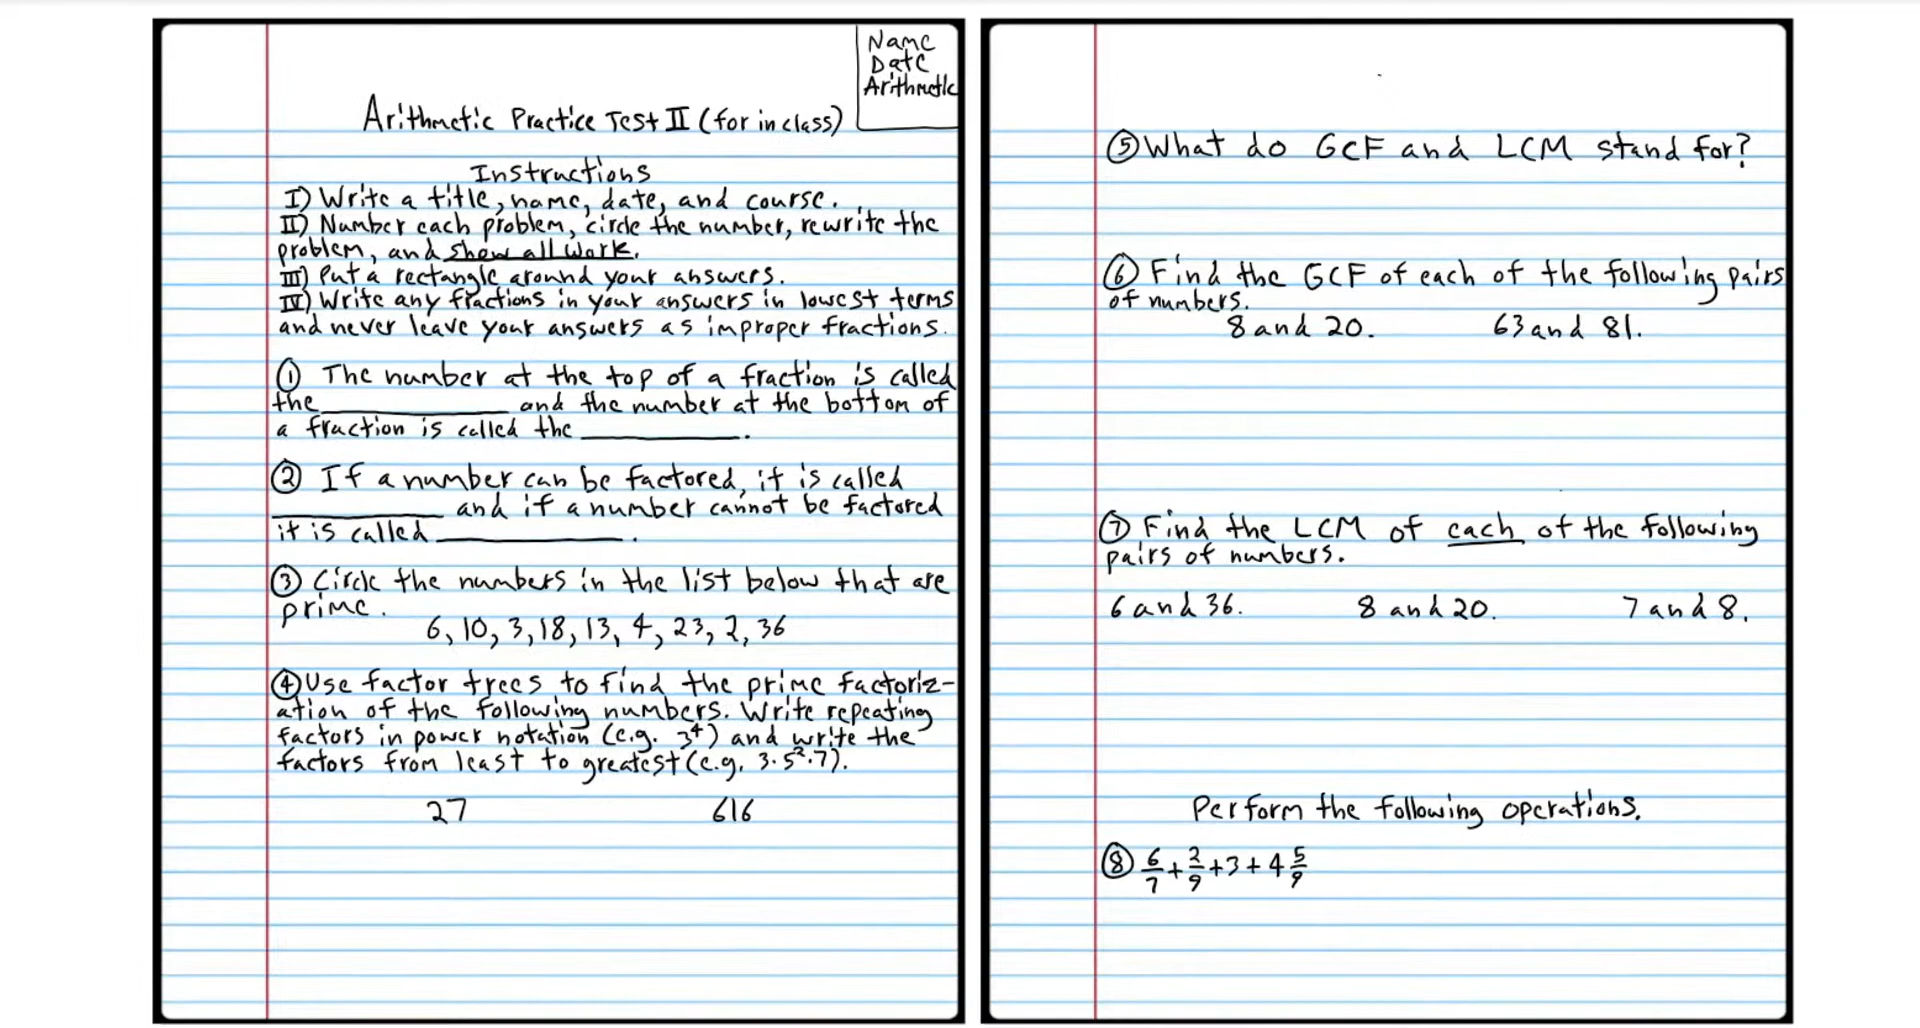 Name
Date
Arithmetic
Arithmetic Practice Test II (for in class)
Instructions
I) Write a title, name, date, and course.
II) Number each problem, circle the number, rewrite the
problem, and show all work.
III) Put a rectangle around your answers.
IV) Write any fractions in your answers in lowest terms
and never leave your answers as improper fractions.
① The number at the top of a fraction is called
the ____________ and the number at the bottom of
a fraction is called the __________.
② If a number can be factored, it is called
___________ and if a number cannot be factored
it is called ____________.
③ Circle the numbers in the list below that are
prime.
6, 10, 3, 18, 13, 4, 23, 2, 36
④ Use factor trees to find the prime factoriz-
ation of the following numbers. Write repeating
factors in power notation (e.g. 3⁴) and write the
factors from least to greatest (e.g. 3·5²·7).
27 616
⑤ What do GCF and LCM stand for?
⑥ Find the GCF of each of the following pairs
of numbers.
8 and 20. 63 and 81.
⑦ Find the LCM of each of the following
pairs of numbers.
6 and 36. 8 and 20. 7 and 8.
Perform the following operations.
⑧ 6/7 + 2/9 + 3 + 4 5/9